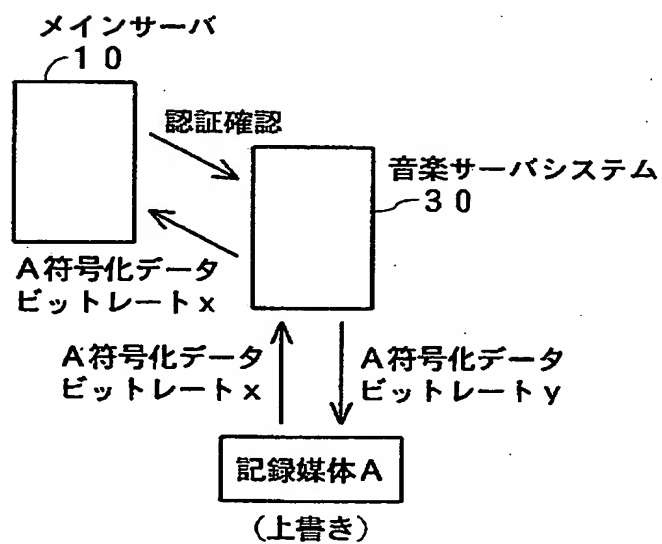 メインサーバ
10
認証確認
音楽サーバシステム
30
A符号化データ
ビットレートx
A符号化データ
ビットレートx
A符号化データ
ビットレートy
記録媒体A
(上書き)